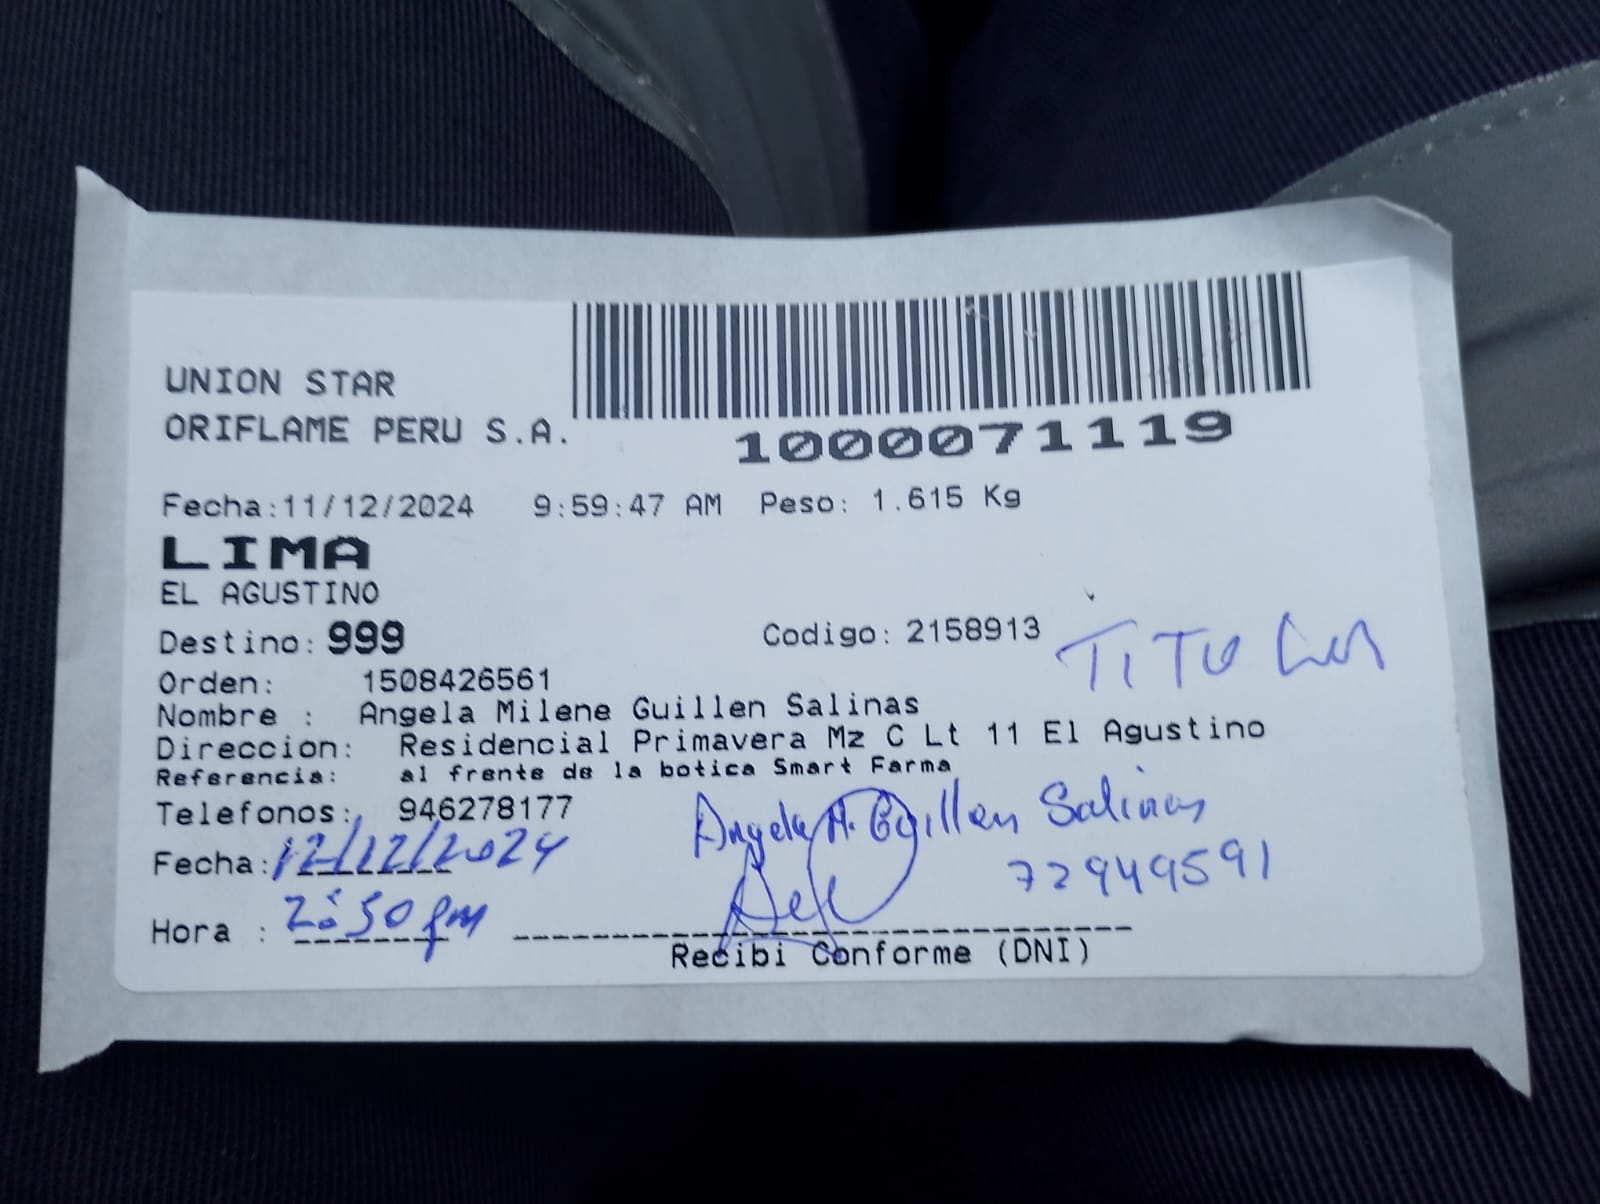 UNION STAR
ORIFLAME PERU S.A.
1000071119
Fecha:11/12/2024 9:59:47 AM Peso: 1.615 Kg
LIMA
EL AGUSTINO
Destino: 999 Codigo: 2158913
TITULAR
Orden: 1508426561
Nombre : Angela Milene Guillen Salinas
Direccion: Residencial Primavera Mz C Lt 11 El Agustino
Referencia: al frente de la botica Smart Farma
Telefonos: 946278177
Angela M. Guillen Salinas
Fecha: 12/12/2024 72949591
Hora : 2:50 pm
Recibi Conforme (DNI)